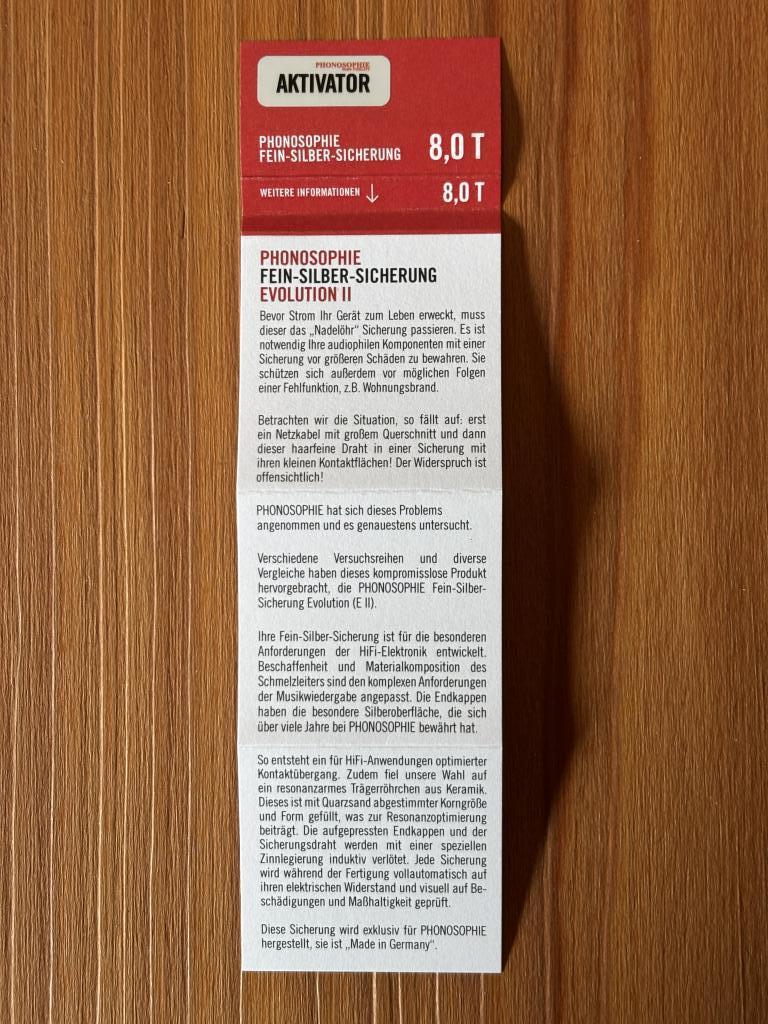 PHONOSOPHIE
AKTIVATOR
PHONOSOPHIE
FEIN-SILBER-SICHERUNG 8,0 T
WEITERE INFORMATIONEN ↓ 8,0 T
PHONOSOPHIE
FEIN-SILBER-SICHERUNG
EVOLUTION II
Bevor Strom Ihr Gerät zum Leben erweckt, muss
dieser das „Nadelöhr“ Sicherung passieren. Es ist
notwendig Ihre audiophilen Komponenten mit einer
Sicherung vor größeren Schäden zu bewahren. Sie
schützen sich außerdem vor möglichen Folgen
einer Fehlfunktion, z.B. Wohnungsbrand.
Betrachten wir die Situation, so fällt auf: erst
ein Netzkabel mit großem Querschnitt und dann
dieser haarfeine Draht in einer Sicherung mit
ihren kleinen Kontaktflächen! Der Widerspruch ist
offensichtlich!
PHONOSOPHIE hat sich dieses Problems
angenommen und es genauestens untersucht.
Verschiedene Versuchsreihen und diverse
Vergleiche haben dieses kompromisslose Produkt
hervorgebracht, die PHONOSOPHIE Fein-Silber-
Sicherung Evolution (E II).
Ihre Fein-Silber-Sicherung ist für die besonderen
Anforderungen der HiFi-Elektronik entwickelt.
Beschaffenheit und Materialkomposition des
Schmelzleiters sind den komplexen Anforderungen
der Musikwiedergabe angepasst. Die Endkappen
haben die besondere Silberoberfläche, die sich
über viele Jahre bei PHONOSOPHIE bewährt hat.
So entsteht ein für HiFi-Anwendungen optimierter
Kontaktübergang. Zudem fiel unsere Wahl auf
ein resonanzarmes Trägerröhrchen aus Keramik.
Dieses ist mit Quarzsand abgestimmter Korngröße
und Form gefüllt, was zur Resonanzoptimierung
beiträgt. Die aufgepressten Endkappen und der
Sicherungsdraht werden mit einer speziellen
Zinnlegierung induktiv verlötet. Jede Sicherung
wird während der Fertigung vollautomatisch auf
ihren elektrischen Widerstand und visuell auf Be-
schädigungen und Maßhaltigkeit geprüft.
Diese Sicherung wird exklusiv für PHONOSOPHIE
hergestellt, sie ist „Made in Germany“.